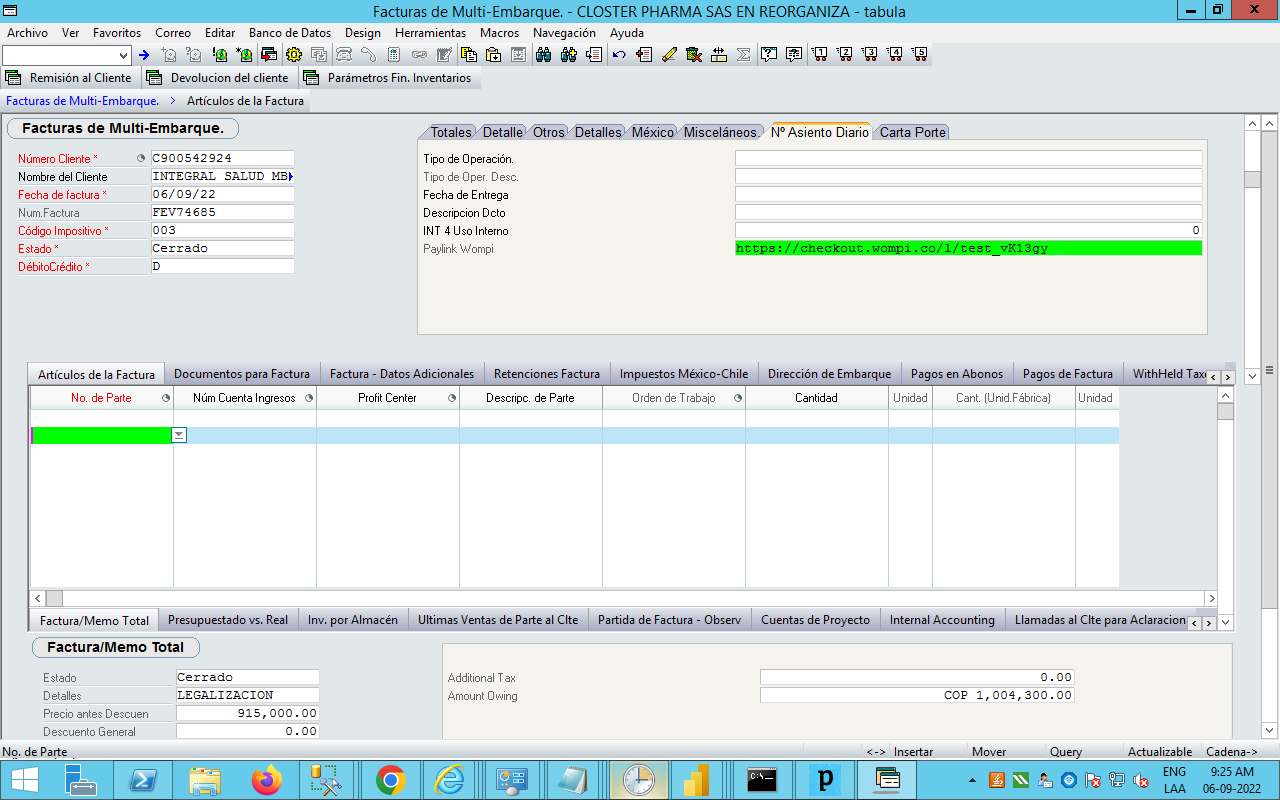 Facturas de Multi-Embarque. - CLOSTER PHARMA SAS EN REORGANIZA - tabula
Archivo Ver Favoritos Correo Editar Banco de Datos Design Herramientas Macros Navegación Ayuda
Remisión al Cliente Devolucion del cliente Parámetros Fin. Inventarios
Facturas de Multi-Embarque. > Artículos de la Factura
Facturas de Multi-Embarque.
Totales Detalle Otros Detalles México Misceláneos. Nº Asiento Diario Carta Porte
Número Cliente * C900542924
Nombre del Cliente INTEGRAL SALUD MB
Fecha de factura * 06/09/22
Num.Factura FEV74685
Código Impositivo * 003
Estado * Cerrado
DébitoCrédito * D
Tipo de Operación.
Tipo de Oper. Desc.
Fecha de Entrega
Descripcion Dcto
INT 4 Uso Interno 0
Paylink Wompi https://checkout.wompi.co/l/test_vK13gy
Artículos de la Factura Documentos para Factura Factura - Datos Adicionales Retenciones Factura Impuestos México-Chile Dirección de Embarque Pagos en Abonos Pagos de Factura WithHeld Tax
No. de Parte Núm Cuenta Ingresos Profit Center Descripc. de Parte Orden de Trabajo Cantidad Unidad Cant. (Unid.Fábrica) Unidad
Factura/Memo Total Presupuestado vs. Real Inv. por Almacén Ultimas Ventas de Parte al Clte Partida de Factura - Observ Cuentas de Proyecto Internal Accounting Llamadas al Clte para Aclaracion
Factura/Memo Total
Estado Cerrado
Detalles LEGALIZACION
Precio antes Descuen 915,000.00
Descuento General 0.00
Additional Tax 0.00
Amount Owing COP 1,004,300.00
No. de Parte <-> Insertar Mover Query Actualizable Cadena->
ENG 9:25 AM
LAA 06-09-2022